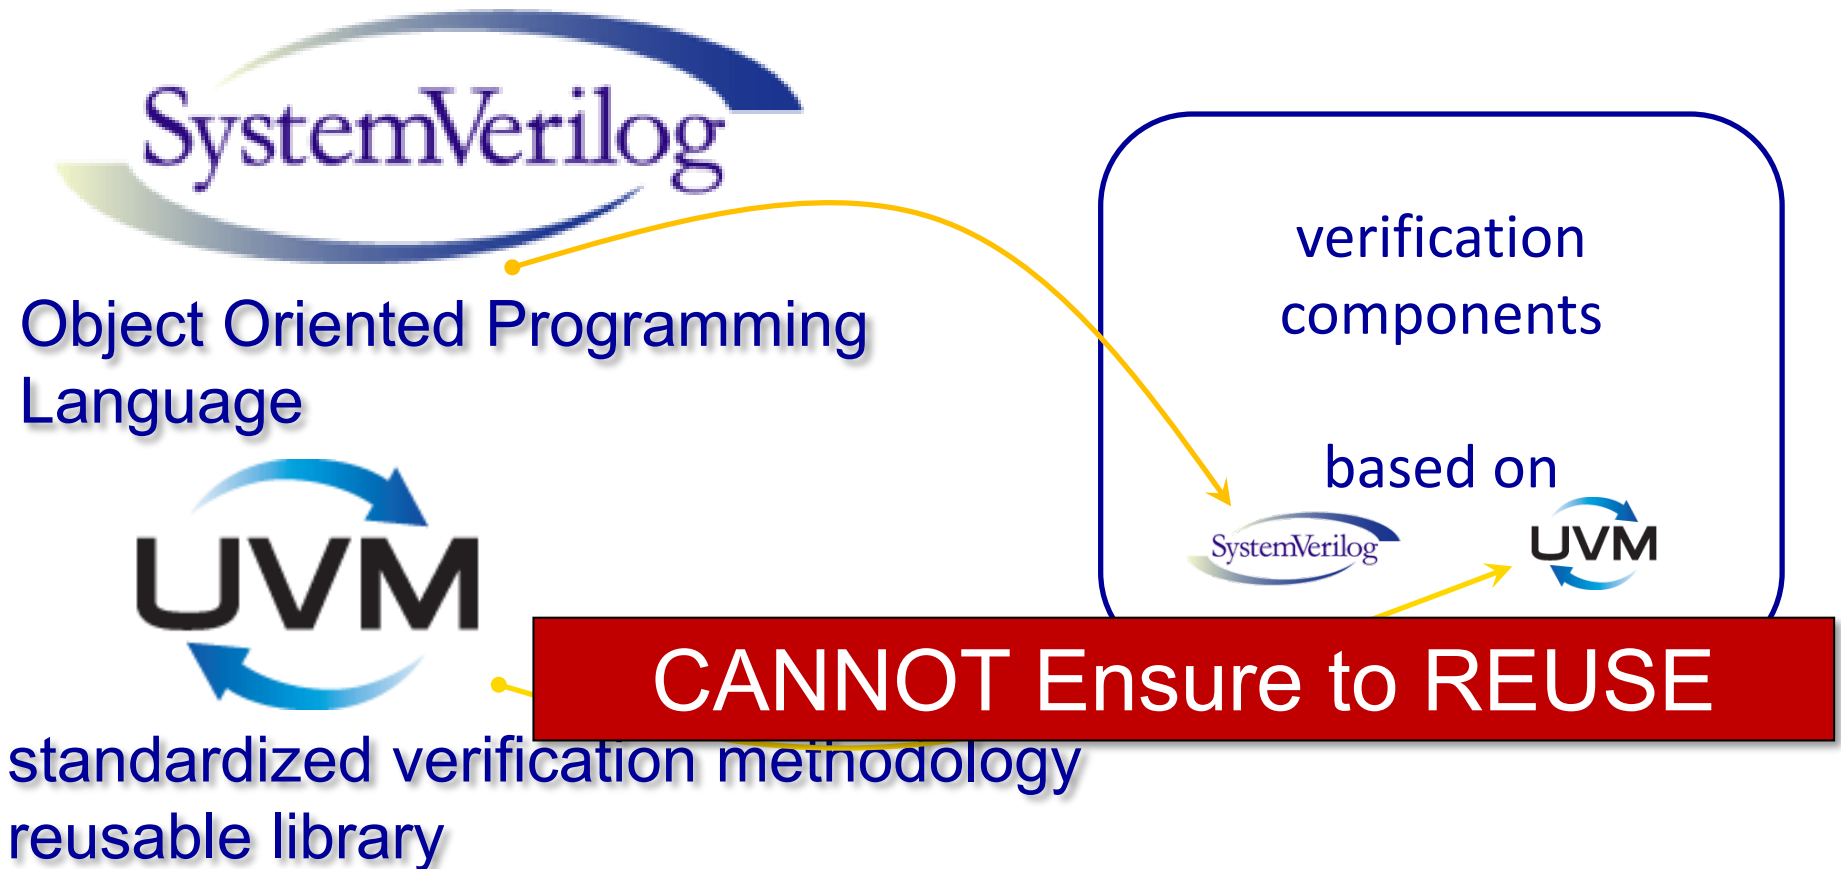 SystemVerilog
Object Oriented Programming
Language
UVM
standardized verification methodology
reusable library
verification
components
based on
SystemVerilog
UVM
CANNOT Ensure to REUSE